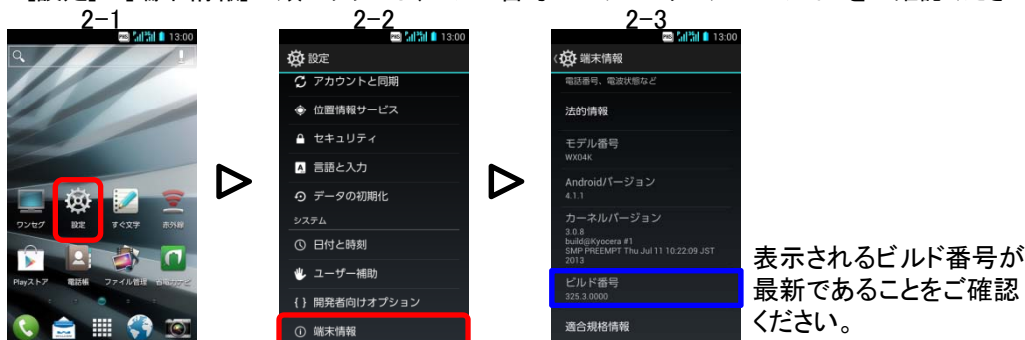 2-1
13:00
ワンセグ
設定
すぐ文字
赤外線
Playストア
電話帳
ファイル管理
省電力ナビ
2-2
13:00
設定
アカウントと同期
位置情報サービス
セキュリティ
言語と入力
データの初期化
システム
日付と時刻
ユーザー補助
開発者向けオプション
端末情報
2-3
13:00
端末情報
電話番号、電波状態など
法的情報
モデル番号
WX04K
Androidバージョン
4.1.1
カーネルバージョン
3.0.8
build@Kyocera #1
SMP PREEMPT Thu Jul 11 10:22:09 JST
2013
ビルド番号
325.3.0000
適合規格情報
表示されるビルド番号が
最新であることをご確認
ください。